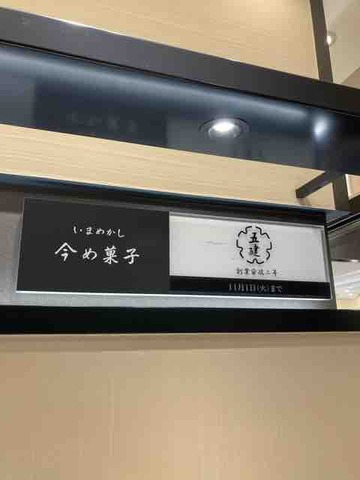 いまめかし
今め菓子
五建
創業安政二年
11月1日(火)まで